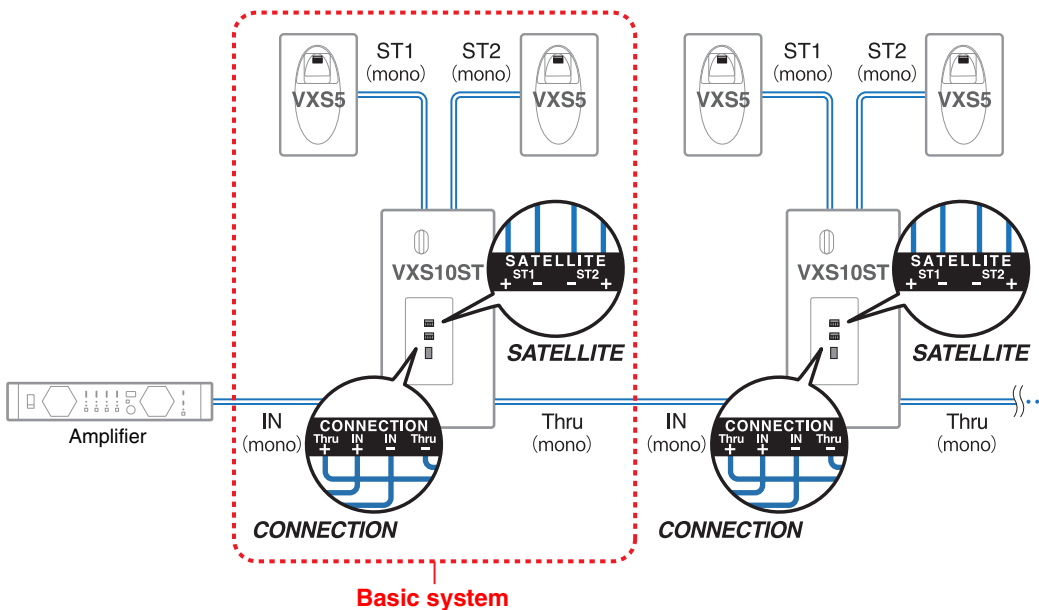 ST1
(mono)
ST2
(mono)
VXS5
VXS5
VXS10ST
SATELLITE
ST1 ST2
+ − − +
SATELLITE
Amplifier
IN
(mono)
CONNECTION
Thru IN IN Thru
+ + − −
CONNECTION
Thru
(mono)
Basic system
ST1
(mono)
ST2
(mono)
VXS5
VXS5
VXS10ST
SATELLITE
ST1 ST2
+ − − +
SATELLITE
IN
(mono)
CONNECTION
Thru IN IN Thru
+ + − −
CONNECTION
Thru
(mono)